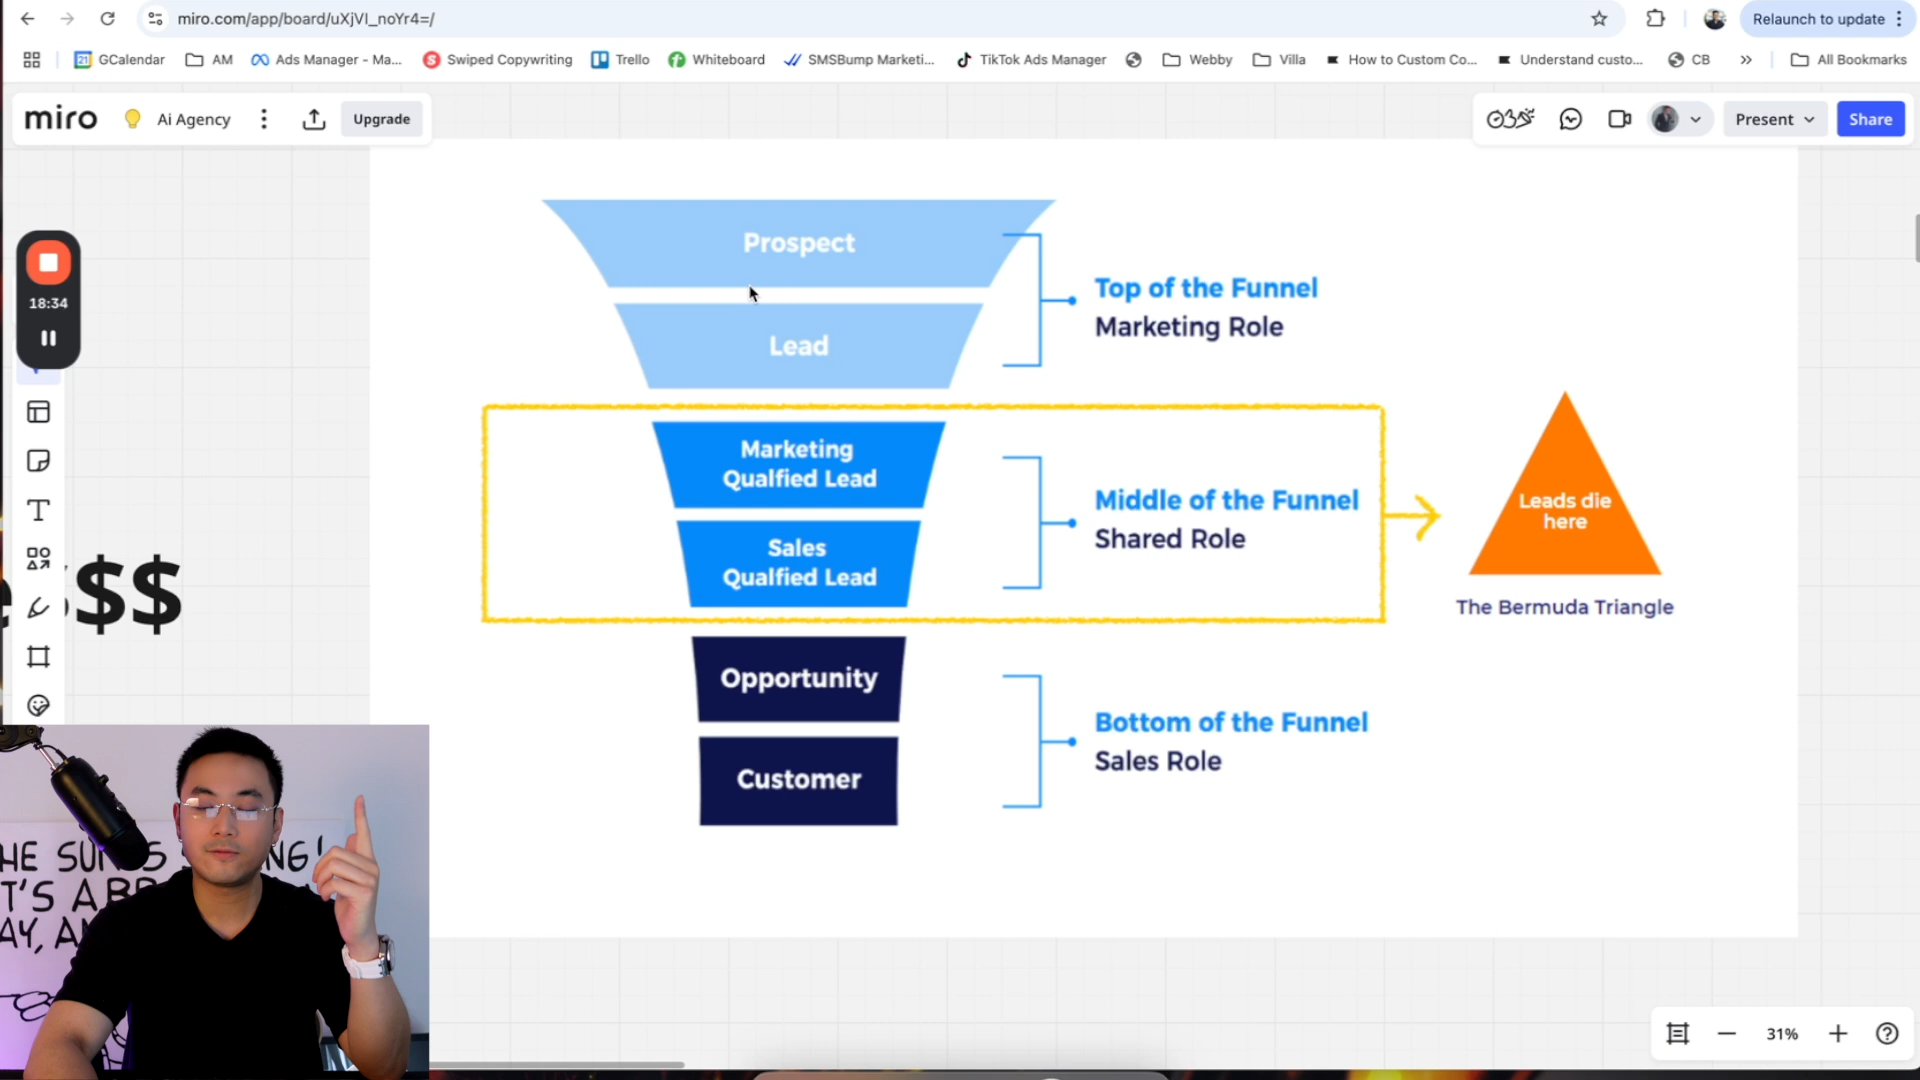 miro.com/app/board/uXjVI_noYr4=/
Relaunch to update
GCalendar
AM
Ads Manager - Ma...
Swiped Copywriting
Trello
Whiteboard
SMSBump Marketi...
TikTok Ads Manager
Webby
Villa
How to Custom Co...
Understand custo...
CB
All Bookmarks
miro
Ai Agency
Upgrade
Present
Share
18:34
Prospect
Lead
Top of the Funnel
Marketing Role
Marketing
Qualfied Lead
Sales
Qualfied Lead
Middle of the Funnel
Shared Role
Leads die
here
The Bermuda Triangle
$$
Opportunity
Customer
Bottom of the Funnel
Sales Role
31%